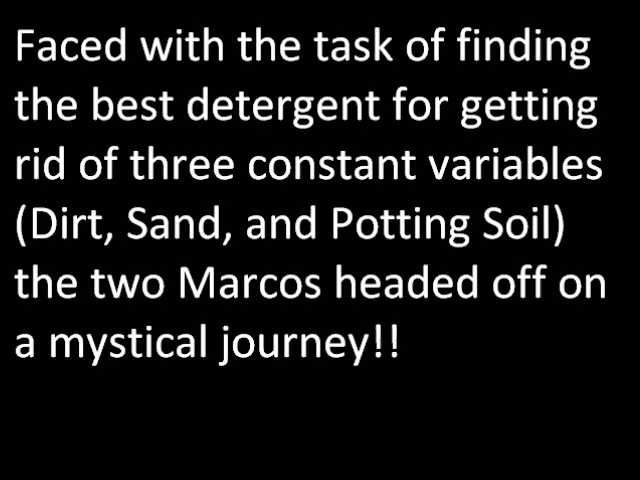 Faced with the task of finding
the best detergent for getting
rid of three constant variables
(Dirt, Sand, and Potting Soil)
the two Marcos headed off on
a mystical journey!!